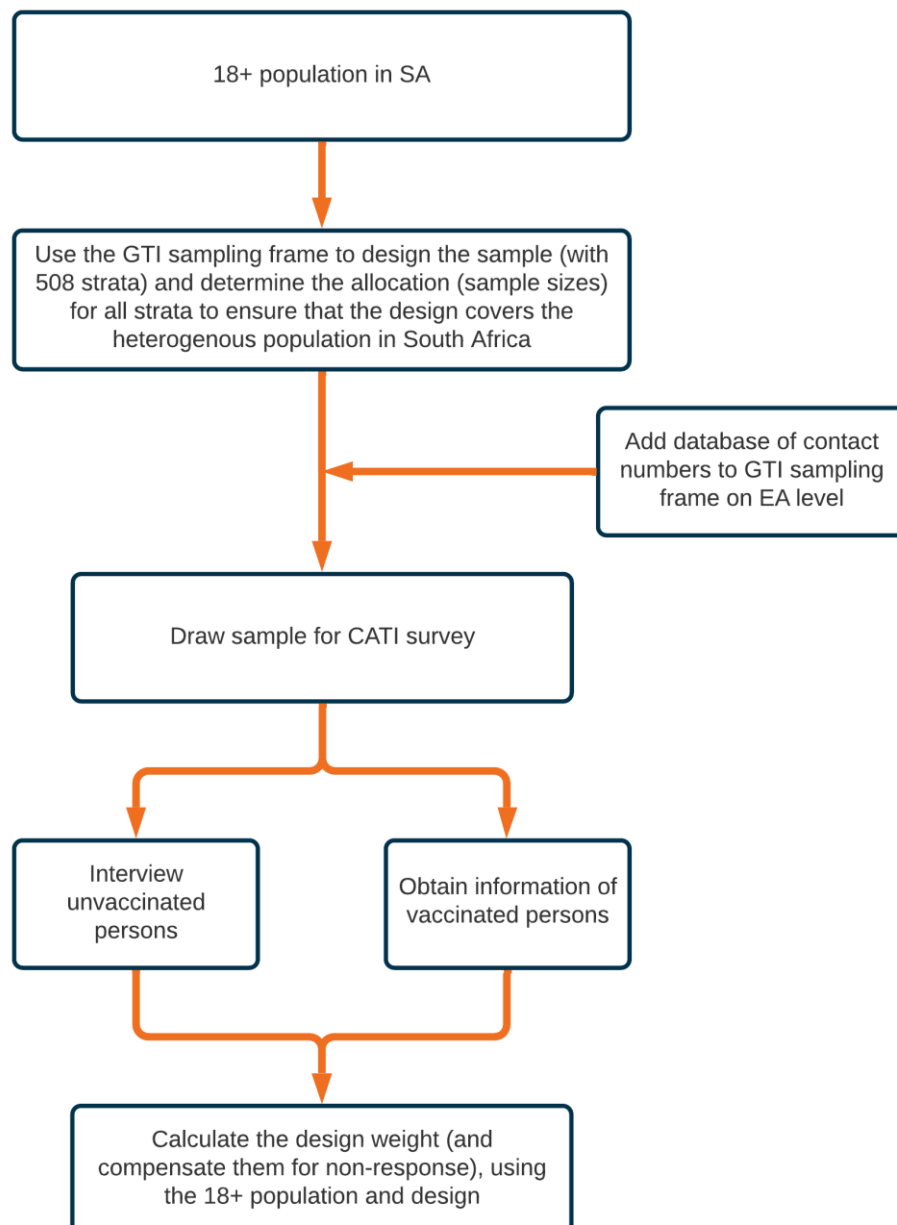 18+ population in SA
Use the GTI sampling frame to design the sample (with
508 strata) and determine the allocation (sample sizes)
for all strata to ensure that the design covers the
heterogenous population in South Africa
Add database of contact
numbers to GTI sampling
frame on EA level
Draw sample for CATI survey
Interview
unvaccinated
persons
Obtain information of
vaccinated persons
Calculate the design weight (and
compensate them for non-response), using
the 18+ population and design